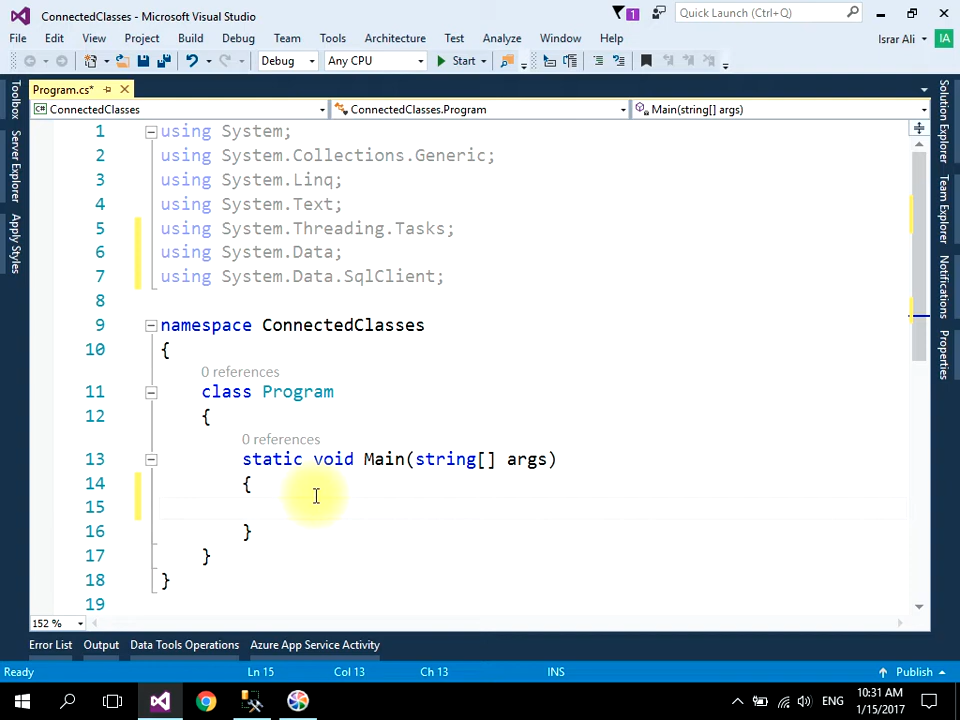 ConnectedClasses - Microsoft Visual Studio
1
Quick Launch (Ctrl+Q)
File Edit View Project Build Debug Team Tools Architecture Test Analyze Window Help
Israr Ali IA
Debug Any CPU Start
Program.cs*
ConnectedClasses ConnectedClasses.Program Main(string[] args)
Toolbox
Server Explorer
Apply Styles
1 using System;
2 using System.Collections.Generic;
3 using System.Linq;
4 using System.Text;
5 using System.Threading.Tasks;
6 using System.Data;
7 using System.Data.SqlClient;
8
9 namespace ConnectedClasses
10 {
0 references
11 class Program
12 {
0 references
13 static void Main(string[] args)
14 {
15
16 }
17 }
18 }
19
Solution Explorer
Team Explorer
Notifications
Properties
152 %
Error List Output Data Tools Operations Azure App Service Activity
Ready Ln 15 Col 13 Ch 13 INS Publish
ENG 10:31 AM
1/15/2017